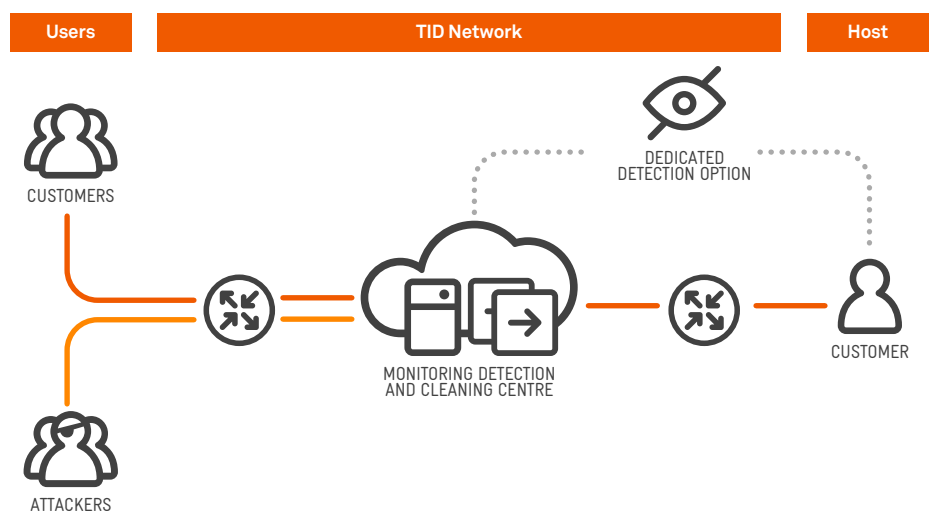 Users
TID Network
Host
DEDICATED
DETECTION OPTION
CUSTOMERS
MONITORING DETECTION
AND CLEANING CENTRE
CUSTOMER
ATTACKERS